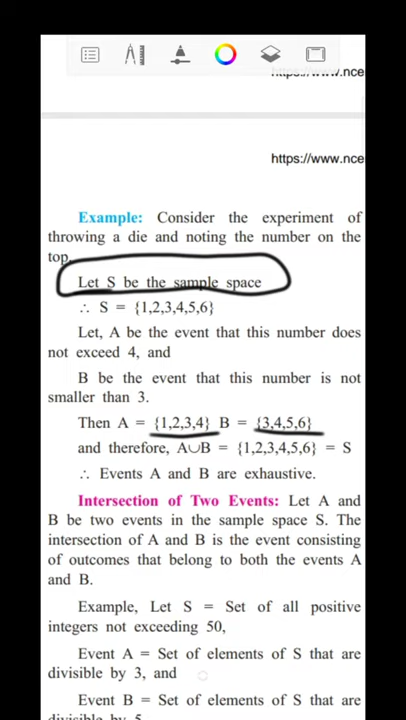 https://www.nce
https://www.nce
Example: Consider the experiment of
throwing a die and noting the number on the
top,
Let S be the sample space
∴ S = {1,2,3,4,5,6}
Let, A be the event that this number does
not exceed 4, and
B be the event that this number is not
smaller than 3.
Then A = {1,2,3,4} B = {3,4,5,6}
and therefore, A∪B = {1,2,3,4,5,6} = S
∴ Events A and B are exhaustive.
Intersection of Two Events: Let A and
B be two events in the sample space S. The
intersection of A and B is the event consisting
of outcomes that belong to both the events A
and B.
Example, Let S = Set of all positive
integers not exceeding 50,
Event A = Set of elements of S that are
divisible by 3, and
Event B = Set of elements of S that are
divisible by 5